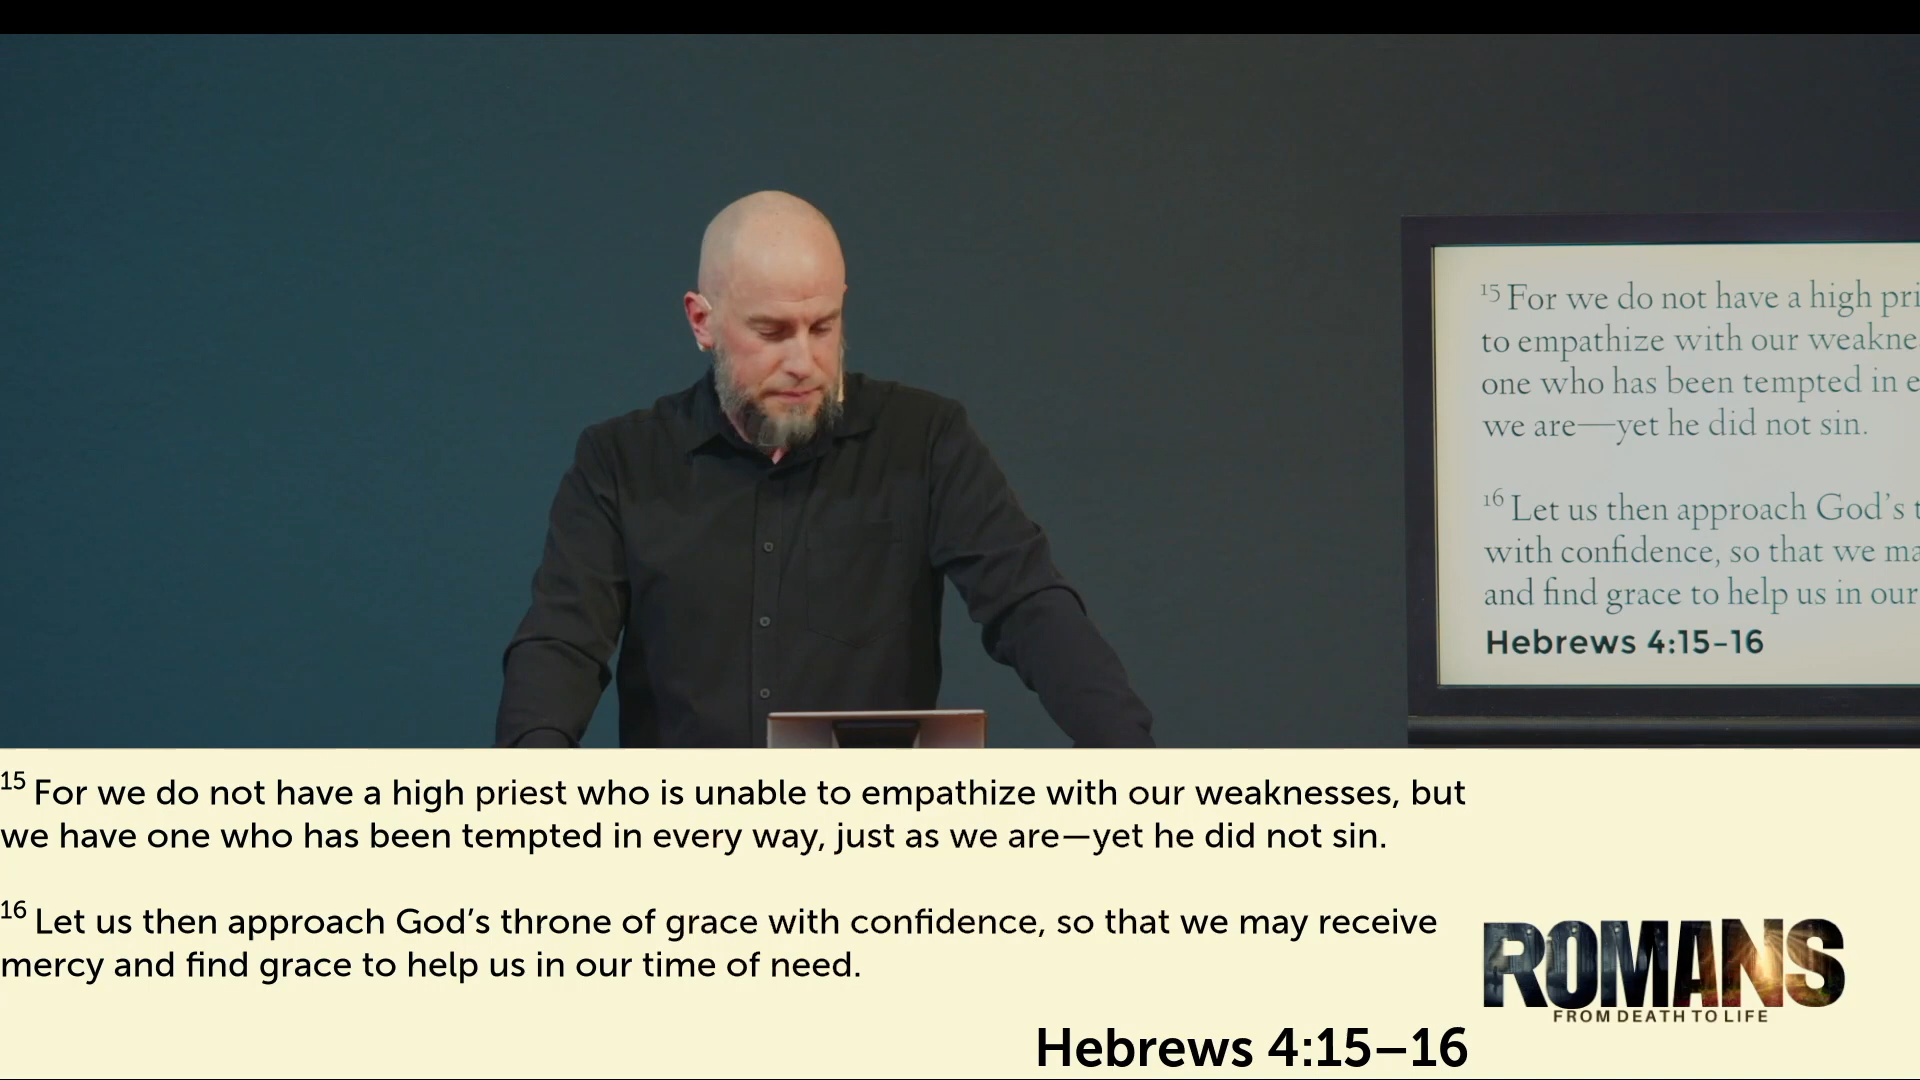 15 For we do not have a high pri
to empathize with our weakne
one who has been tempted in e
we are—yet he did not sin.
16 Let us then approach God’s t
with confidence, so that we ma
and find grace to help us in our
Hebrews 4:15–16
15 For we do not have a high priest who is unable to empathize with our weaknesses, but
we have one who has been tempted in every way, just as we are—yet he did not sin.
16 Let us then approach God’s throne of grace with confidence, so that we may receive
mercy and find grace to help us in our time of need.
Hebrews 4:15–16
ROMANS
FROM DEATH TO LIFE